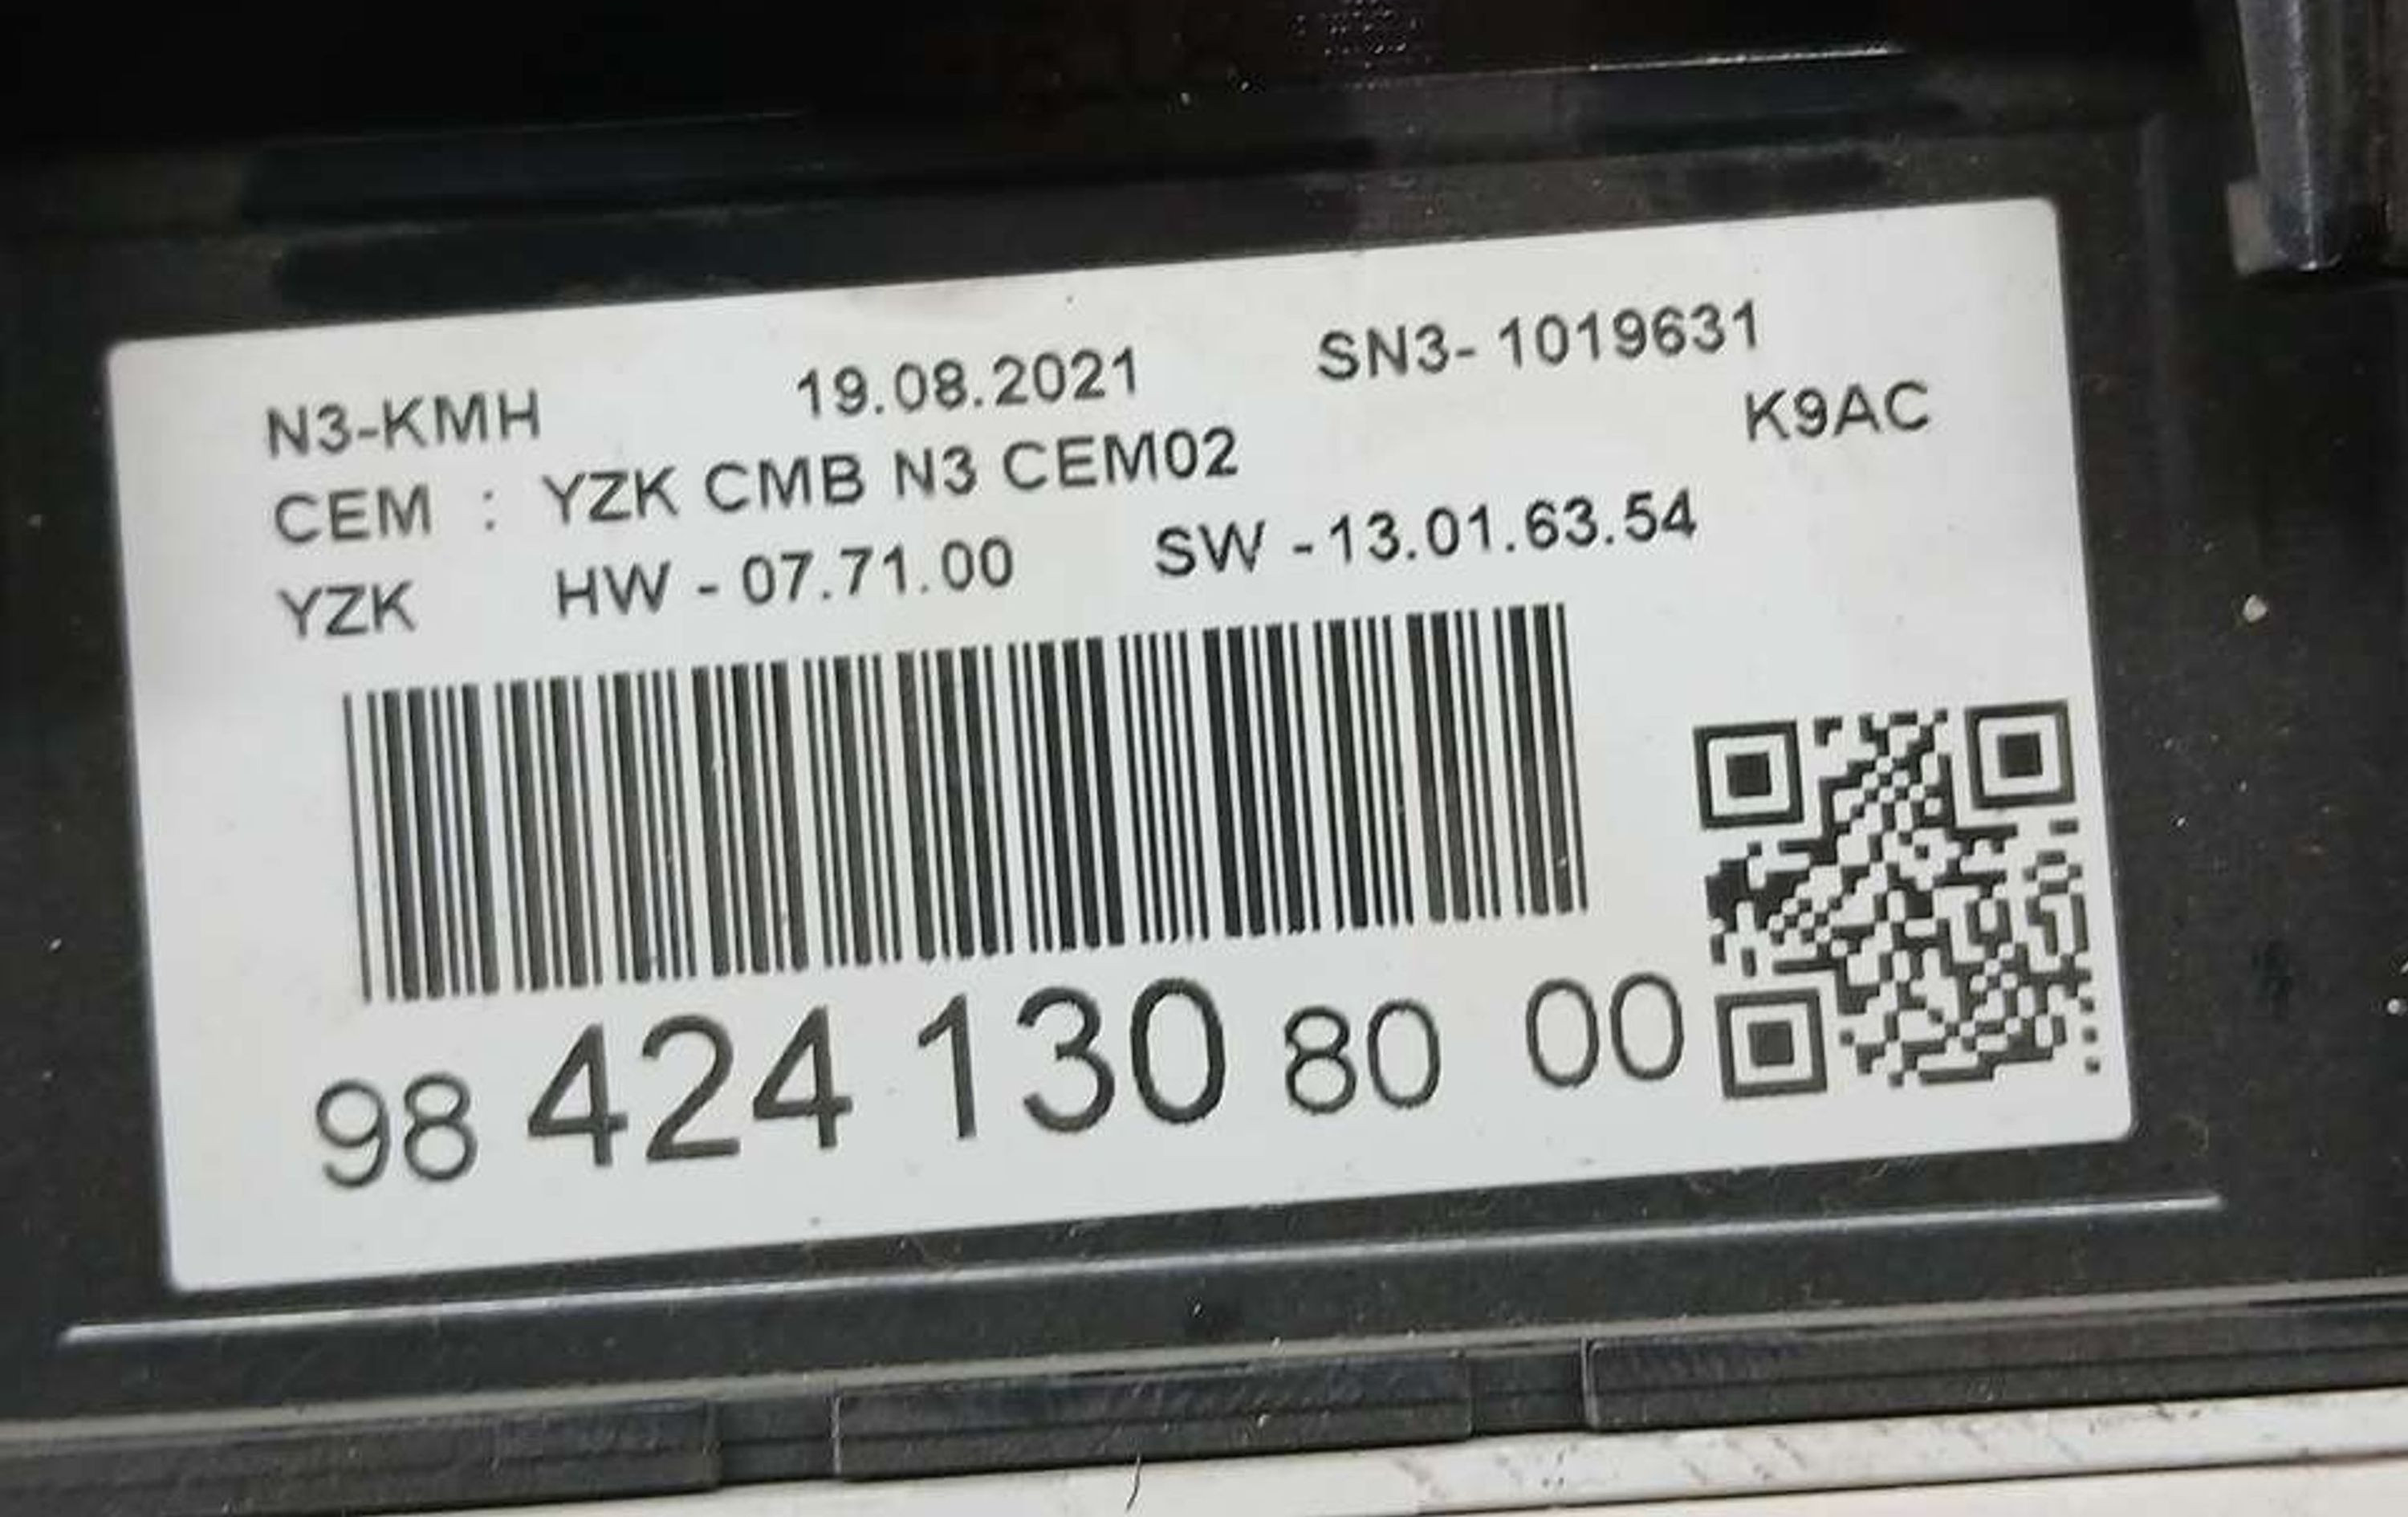 N3-KMH 19.08.2021 SN3- 1019631
CEM : YZK CMB N3 CEM02 K9AC
YZK HW - 07.71.00 SW -13.01.63.54
98 424 130 80 00